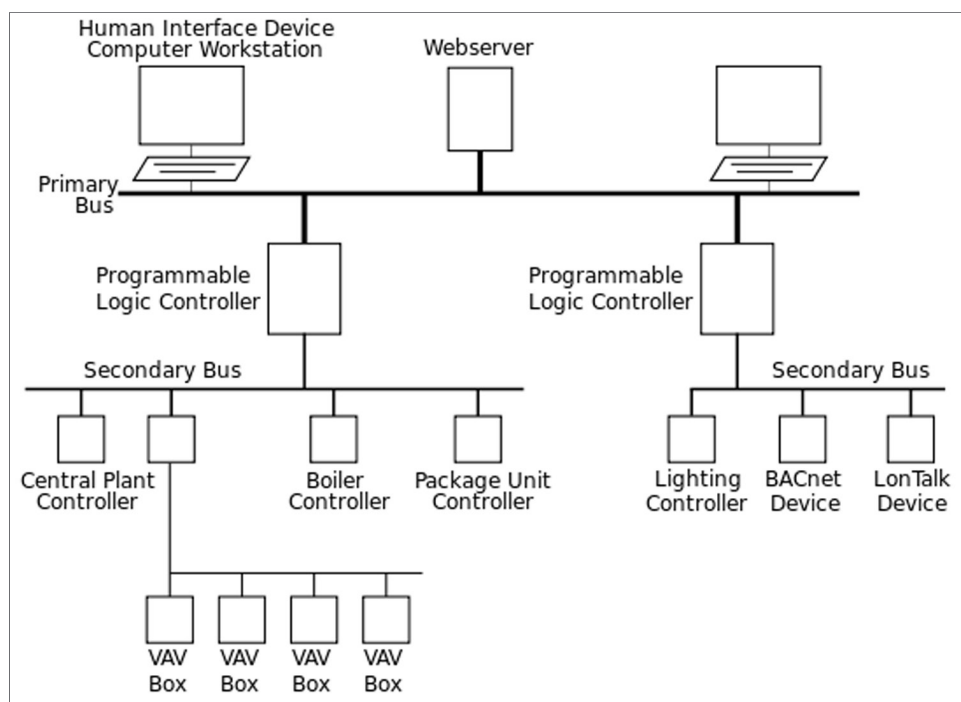 Human Interface Device
Computer Workstation
Webserver
Primary
Bus
Programmable
Logic Controller
Programmable
Logic Controller
Secondary Bus
Secondary Bus
Central Plant
Controller
Boiler
Controller
Package Unit
Controller
Lighting
Controller
BACnet
Device
LonTalk
Device
VAV
Box
VAV
Box
VAV
Box
VAV
Box